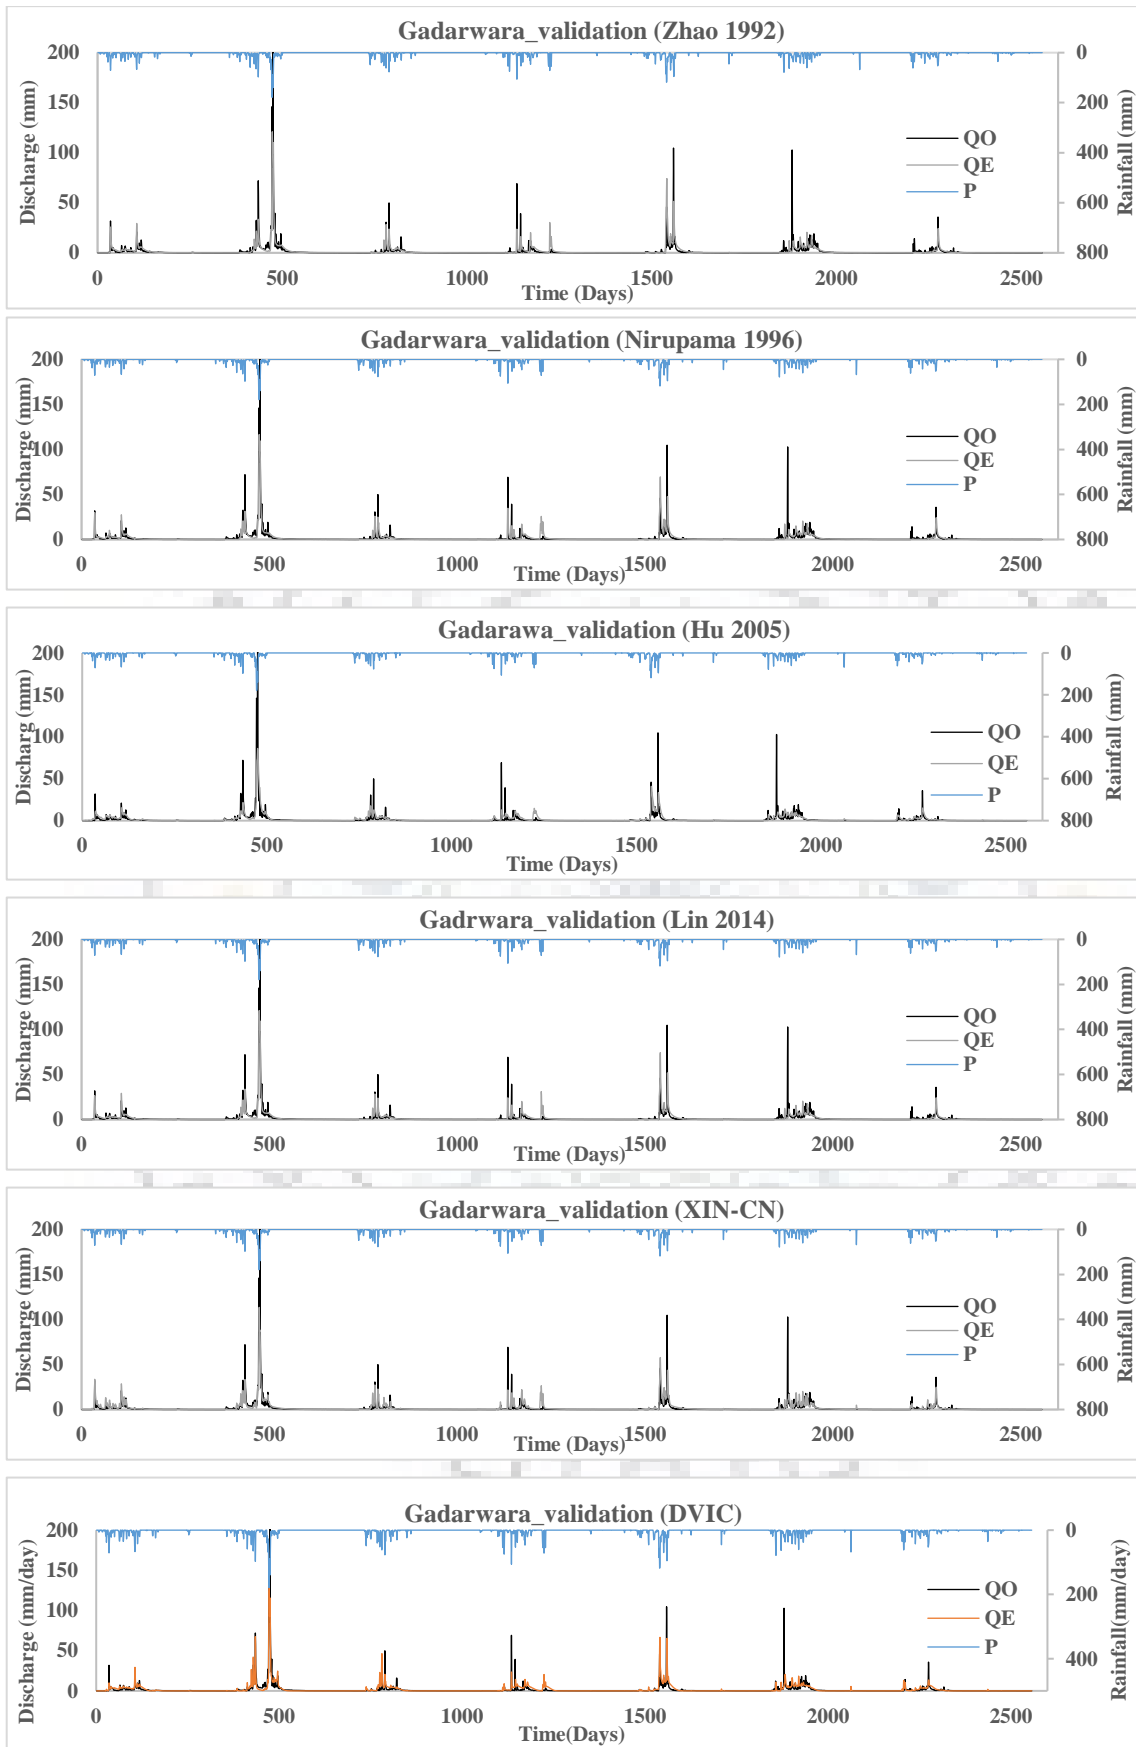 Gadarwara_validation (Zhao 1992)
Discharge (mm)
200
150
100
50
0
0
200
400
600
800
Rainfall (mm)
QO
QE
P
0 500 1000 1500 2000 2500
Time (Days)
Gadarwara_validation (Nirupama 1996)
Discharge (mm)
200
150
100
50
0
0
200
400
600
800
Rainfall (mm)
QO
QE
P
0 500 1000 1500 2000 2500
Time (Days)
Gadarawa_validation (Hu 2005)
Discharg (mm)
200
150
100
50
0
0
200
400
600
800
Rainfall (mm)
QO
QE
P
0 500 1000 1500 2000 2500
Time (Days)
Gadrwara_validation (Lin 2014)
Discharge (mm)
200
150
100
50
0
0
200
400
600
800
Rainfall (mm)
QO
QE
P
0 500 1000 1500 2000 2500
Time (Days)
Gadarwara_validation (XIN-CN)
Discharge (mm)
200
150
100
50
0
0
200
400
600
800
Rainfall (mm)
QO
QE
P
0 500 1000 1500 2000 2500
Time (Days)
Gadarwara_validation (DVIC)
Discharge (mm/day)
200
150
100
50
0
0
200
400
Rainfall(mm/day)
QO
QE
P
0 500 1000 1500 2000 2500
Time(Days)